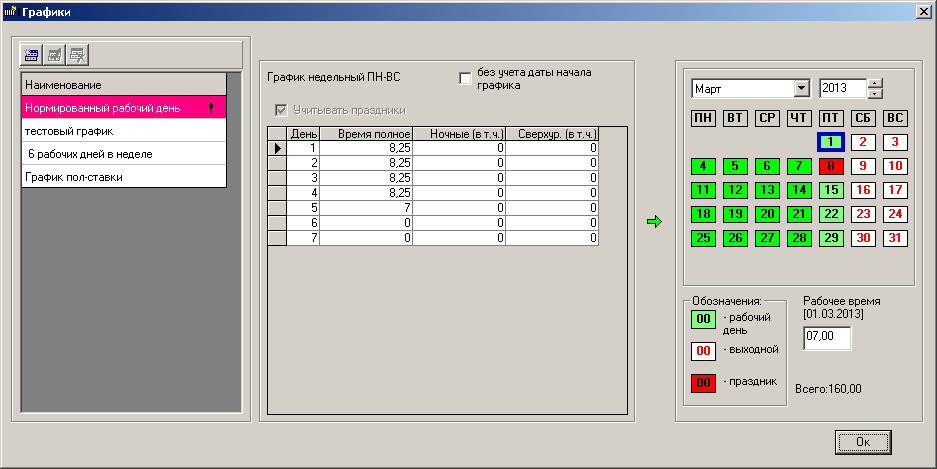 Графики
Наименование
Нормированный рабочий день !
тестовый график
6 рабочих дней в неделе
График пол-ставки
График недельный ПН-ВС
без учета даты начала
графика
Учитывать праздники
День Время полное Ночные (в т.ч.) Сверхур. (в т.ч.)
1 8,25 0 0
2 8,25 0 0
3 8,25 0 0
4 8,25 0 0
5 7 0 0
6 0 0 0
7 0 0 0
Март 2013
ПН ВТ СР ЧТ ПТ СБ ВС
1 2 3
4 5 6 7 8 9 10
11 12 13 14 15 16 17
18 19 20 21 22 23 24
25 26 27 28 29 30 31
Обозначения:
00 - рабочий
день
00 - выходной
00 - праздник
Рабочее время
[01.03.2013]
07,00
Всего:160,00
Ок